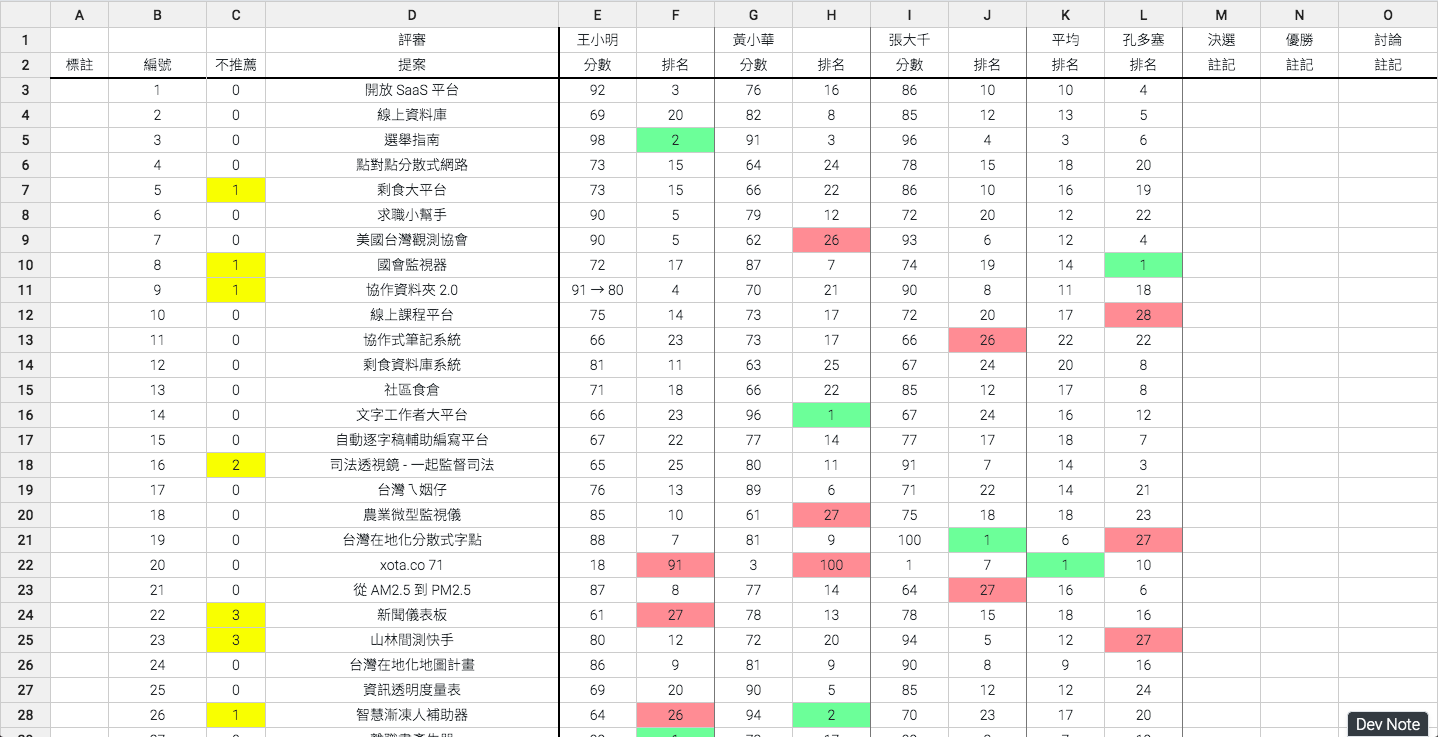 A B C D E F G H I J K L M N O
1 評審 王小明 黃小華 張大千 平均 孔多塞 決選 優勝 討論
2 標註 編號 不推薦 提案 分數 排名 分數 排名 分數 排名 排名 排名 註記 註記 註記
3 1 0 開放 SaaS 平台 92 3 76 16 86 10 10 4
4 2 0 線上資料庫 69 20 82 8 85 12 13 5
5 3 0 選舉指南 98 2 91 3 96 4 3 6
6 4 0 點對點分散式網路 73 15 64 24 78 15 18 20
7 5 1 剩食大平台 73 15 66 22 86 10 16 19
8 6 0 求職小幫手 90 5 79 12 72 20 12 22
9 7 0 美國台灣觀測協會 90 5 62 26 93 6 12 4
10 8 1 國會監視器 72 17 87 7 74 19 14 1
11 9 1 協作資料夾 2.0 91 → 80 4 70 21 90 8 11 18
12 10 0 線上課程平台 75 14 73 17 72 20 17 28
13 11 0 協作式筆記系統 66 23 73 17 66 26 22 22
14 12 0 剩食資料庫系統 81 11 63 25 67 24 20 8
15 13 0 社區食倉 71 18 66 22 85 12 17 8
16 14 0 文字工作者大平台 66 23 96 1 67 24 16 12
17 15 0 自動逐字稿輔助編寫平台 67 22 77 14 77 17 18 7
18 16 2 司法透視鏡 - 一起監督司法 65 25 80 11 91 7 14 3
19 17 0 台灣ㄟ姻仔 76 13 89 6 71 22 14 21
20 18 0 農業微型監視儀 85 10 61 27 75 18 18 23
21 19 0 台灣在地化分散式字點 88 7 81 9 100 1 6 27
22 20 0 xota.co 71 18 91 3 100 1 7 1 10
23 21 0 從 AM2.5 到 PM2.5 87 8 77 14 64 27 16 6
24 22 3 新聞儀表板 61 27 78 13 78 15 18 16
25 23 3 山林間測快手 80 12 72 20 94 5 12 27
26 24 0 台灣在地化地圖計畫 86 9 81 9 90 8 9 16
27 25 0 資訊透明度量表 69 20 90 5 85 12 12 24
28 26 1 智慧漸凍人補助器 64 26 94 2 70 23 17 20
Dev Note